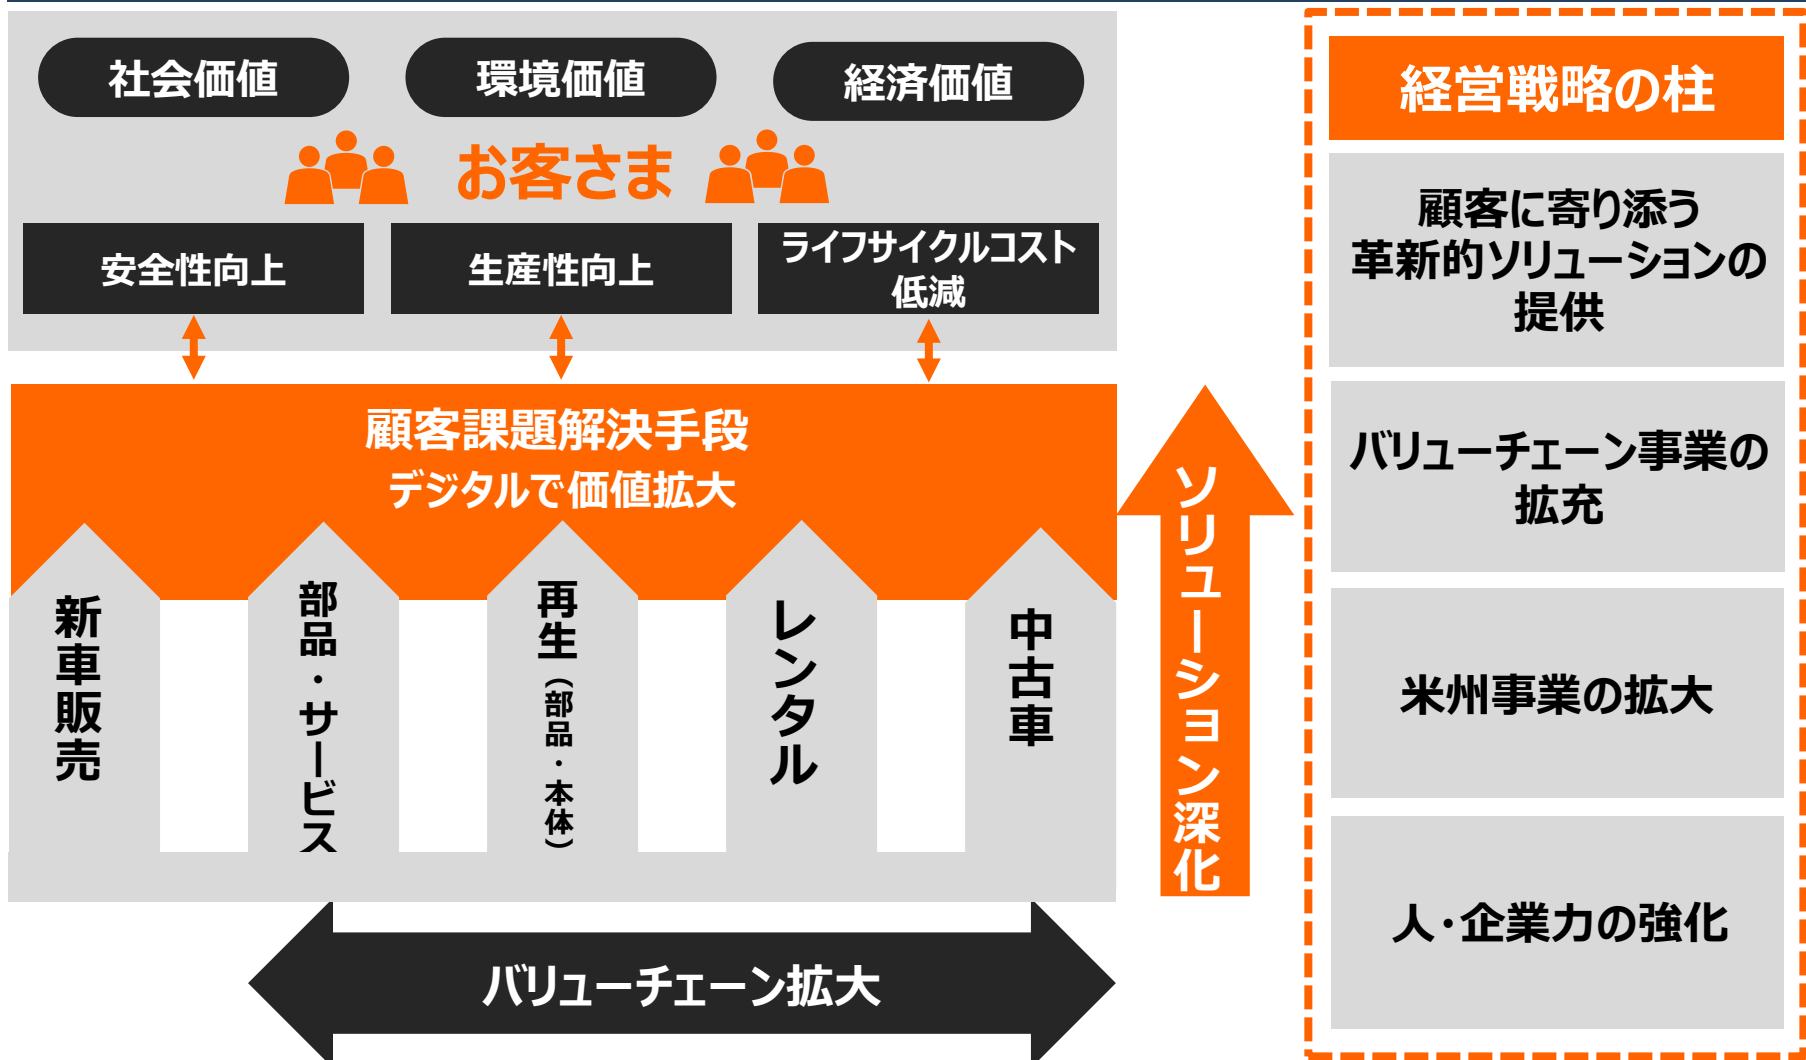 社会価値
環境価値
経済価値
お客さま
安全性向上
生産性向上
ライフサイクルコスト
低減
顧客課題解決手段
デジタルで価値拡大
新車販売
部品・サービス
再生（部品・本体）
レンタル
中古車
バリューチェーン拡大
ソリューション深化
経営戦略の柱
顧客に寄り添う
革新的ソリューションの
提供
バリューチェーン事業の
拡充
米州事業の拡大
人・企業力の強化